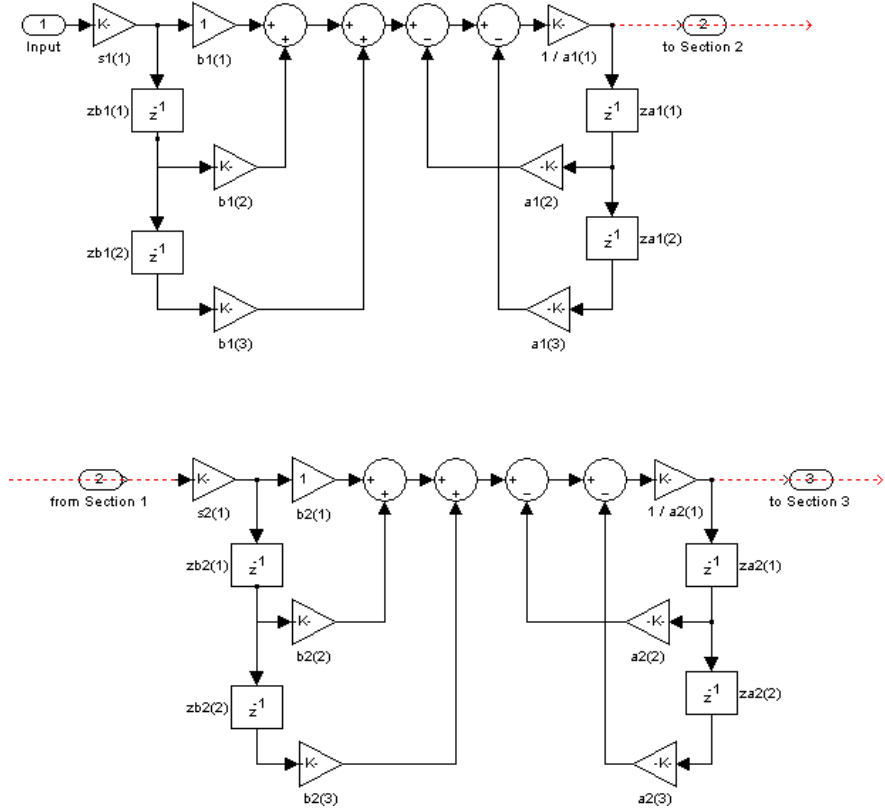 1
K-
1
+
+
+
+
+
−
+
−
K-
2
Input
s1(1)
b1(1)
1 / a1(1)
to Section 2
zb1(1)
z-1
z-1
za1(1)
K-
-K-
b1(2)
a1(2)
zb1(2)
z-1
z-1
za1(2)
K-
-K-
b1(3)
a1(3)
2
K-
1
+
+
+
+
+
−
+
−
K-
3
from Section 1
s2(1)
b2(1)
1 / a2(1)
to Section 3
zb2(1)
z-1
z-1
za2(1)
K-
-K-
b2(2)
a2(2)
zb2(2)
z-1
z-1
za2(2)
K-
-K-
b2(3)
a2(3)